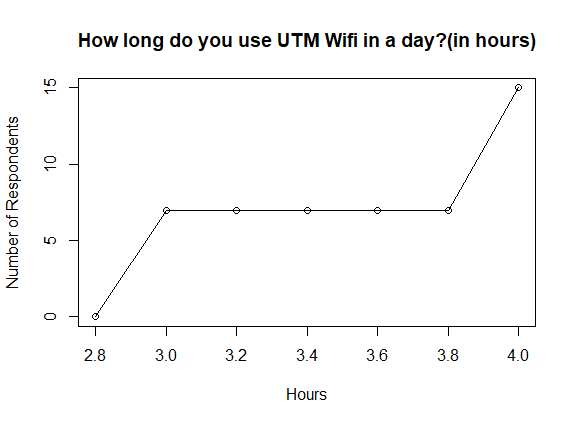 How long do you use UTM Wifi in a day?(in hours)
Number of Respondents
15
10
5
0
2.8 3.0 3.2 3.4 3.6 3.8 4.0
Hours